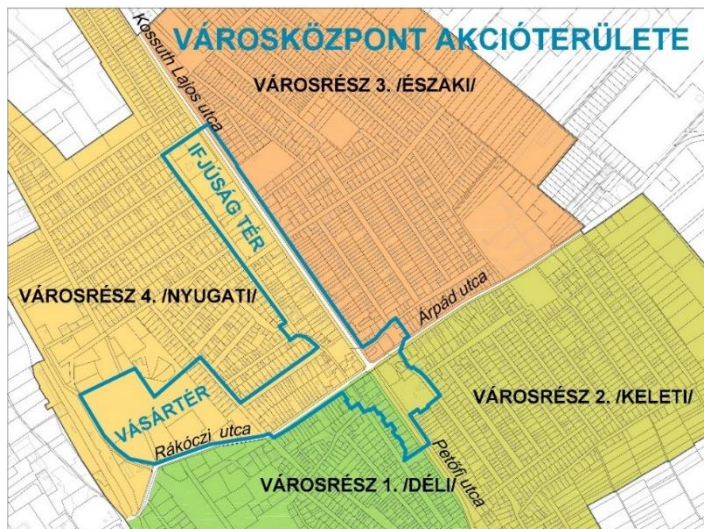 VÁROSKÖZPONT AKCIÓTERÜLETE
Kossuth Lajos utca
VÁROSRÉSZ 3. /ÉSZAKI/
IFJÚSÁG TÉR
VÁROSRÉSZ 4. /NYUGATI/
Árpád utca
VÁSÁRTÉR
Rákóczi utca
VÁROSRÉSZ 2. /KELETI/
Petőfi utca
VÁROSRÉSZ 1. /DÉLI/